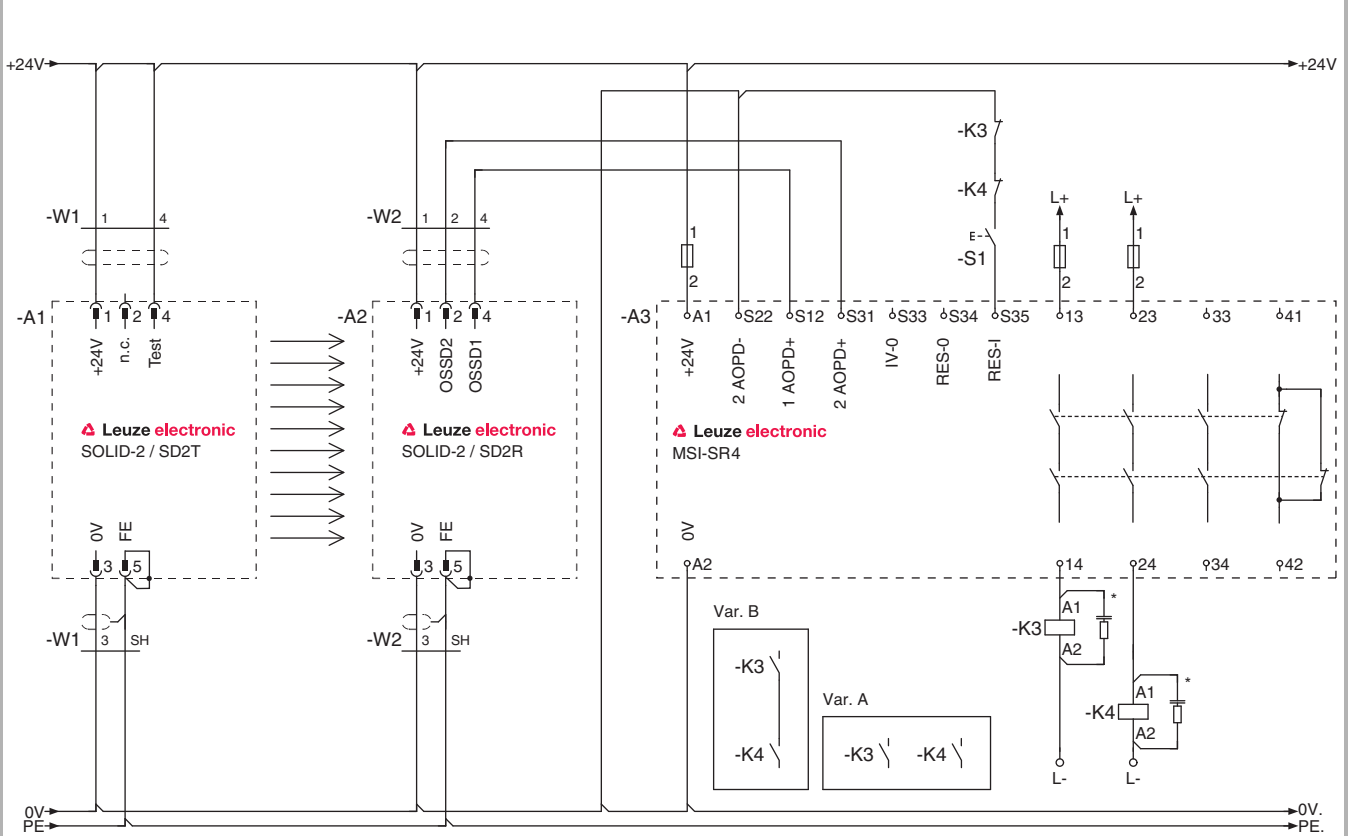 +24V
+24V
-K3
-K4
L+
L+
-W1 1 4
-W2 1 2 4
1
1
1
E
-S1
2
2
2
-A1 1 2 4
-A2 1 2 4
-A3 A1 S22 S12 S31 S33 S34 S35 13 23 33 41
+24V
n.c.
Test
+24V
OSSD2
OSSD1
+24V
2 AOPD-
1 AOPD+
2 AOPD+
IV-0
RES-0
RES-I
Leuze electronic
SOLID-2 / SD2T
Leuze electronic
SOLID-2 / SD2R
Leuze electronic
MSI-SR4
0V
FE
0V
FE
0V
3 5
3 5
A2 14 24 34 42
-W1 3 SH
-W2 3 SH
Var. B
-K3
-K4
Var. A
-K3 -K4
A1 *
-K3
A2
A1 *
-K4
A2
L-
L-
0V
0V.
PE
PE.